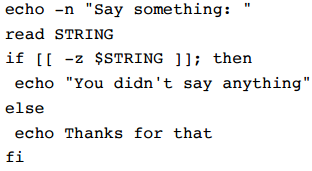 echo -n "Say something: "
read STRING
if [[ -z $STRING ]]; then
 echo "You didn't say anything"
else
 echo Thanks for that
fi